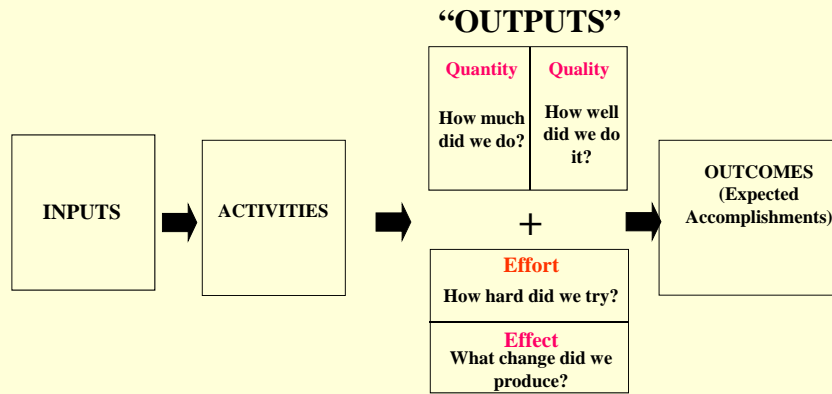 “OUTPUTS”
Quantity
How much
did we do?
Quality
How well
did we do
it?
INPUTS
ACTIVITIES
+
Effort
How hard did we try?
Effect
What change did we
produce?
OUTCOMES
(Expected
Accomplishments)